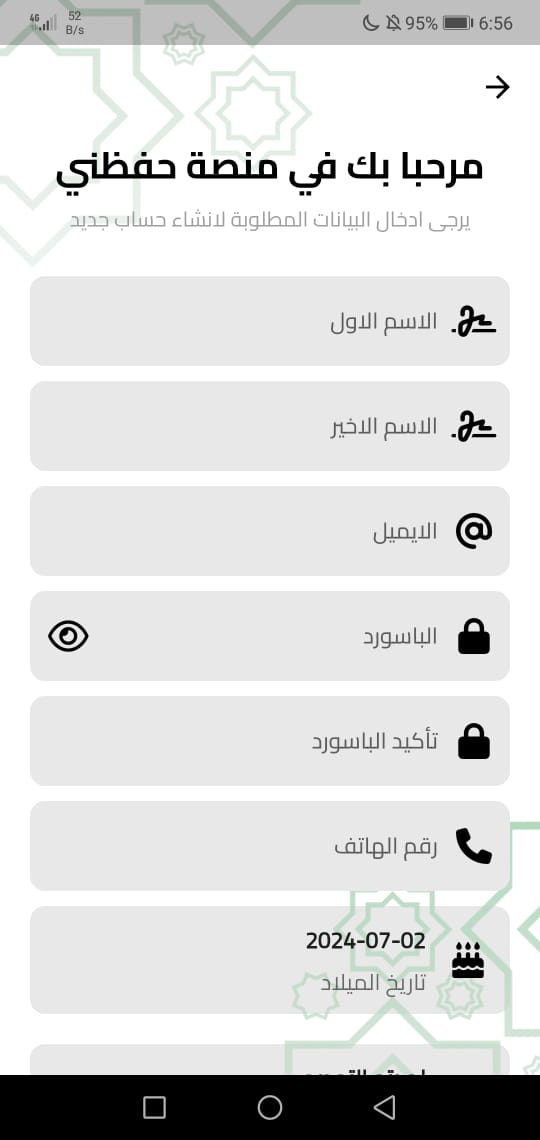 4G 52 B/s 95% 6:56
مرحبا بك في منصة حفظني
يرجى ادخال البيانات المطلوبة لانشاء حساب جديد
الاسم الاول
الاسم الاخير
الايميل
الباسورد
تأكيد الباسورد
رقم الهاتف
2024-07-02
تاريخ الميلاد